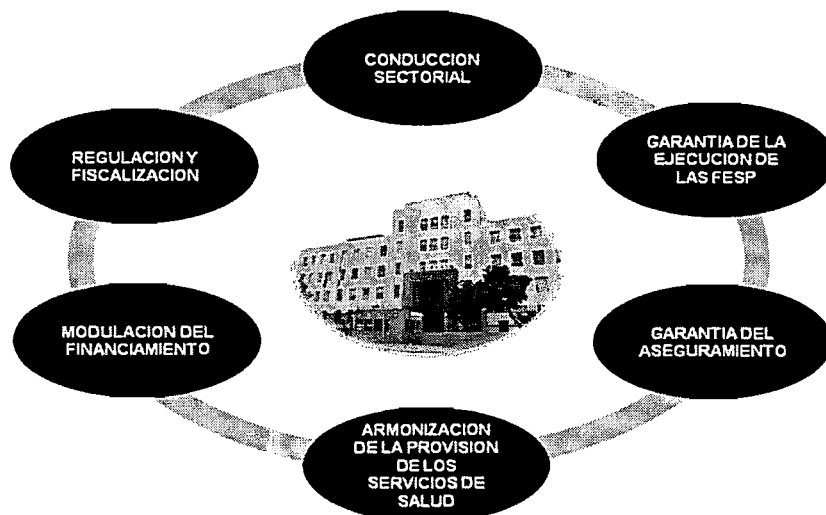 CONDUCCION
SECTORIAL
GARANTIA DE LA
EJECUCION DE
LAS FESP
GARANTIA DEL
ASEGURAMIENTO
ARMONIZACION
DE LA PROVISION
DE LOS
SERVICIOS DE
SALUD
MODULACION DEL
FINANCIAMIENTO
REGULACION Y
FISCALIZACION